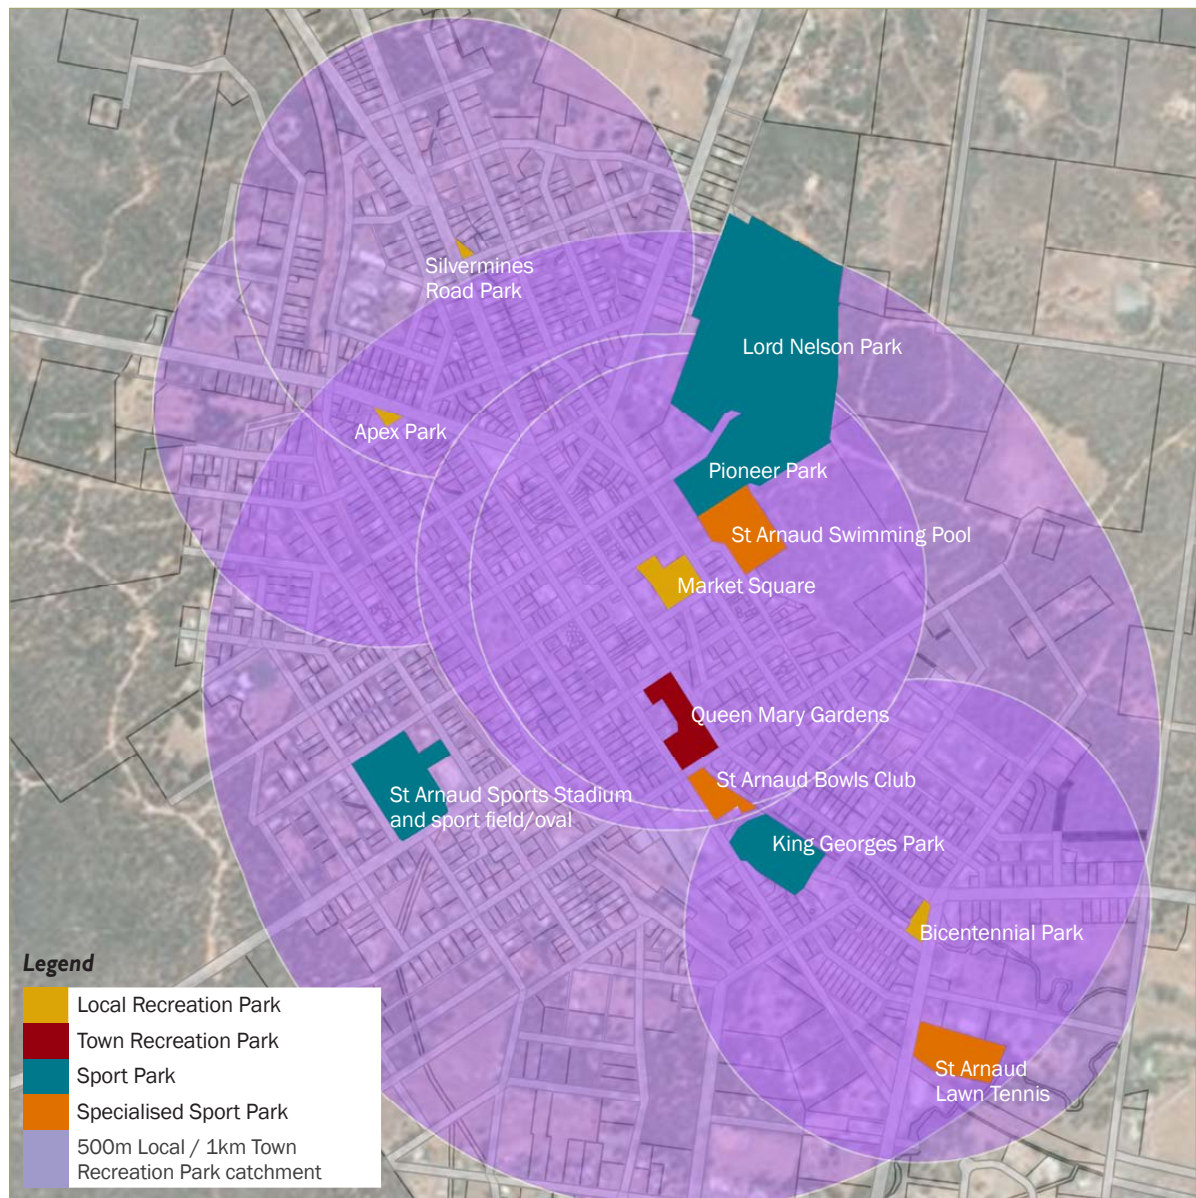 Silvermines
Road Park
Lord Nelson Park
Apex Park
Pioneer Park
St Arnaud Swimming Pool
Market Square
Queen Mary Gardens
St Arnaud Bowls Club
St Arnaud Sports Stadium
and sport field/oval
King Georges Park
Bicentennial Park
St Arnaud
Lawn Tennis
Legend
Local Recreation Park
Town Recreation Park
Sport Park
Specialised Sport Park
500m Local / 1km Town
Recreation Park catchment